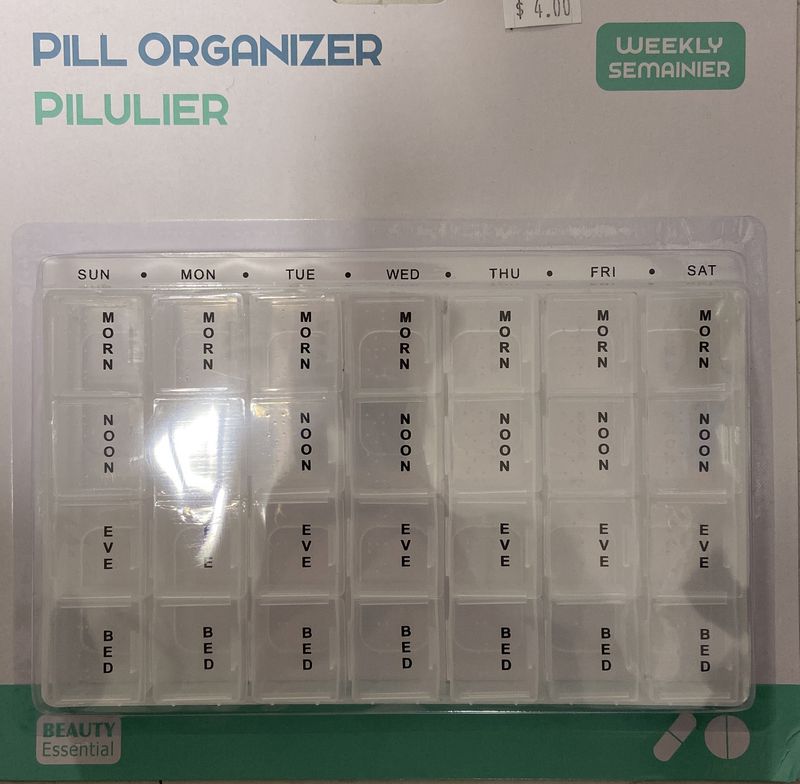 $ 4.00
PILL ORGANIZER
PILULIER
WEEKLY
SEMAINIER
SUN • MON • TUE • WED • THU • FRI • SAT
MORN MORN MORN MORN MORN MORN MORN
NOON NOON NOON NOON NOON NOON
EVE EVE EVE EVE EVE EVE
BED BED BED BED BED BED BED
BEAUTY
Essential